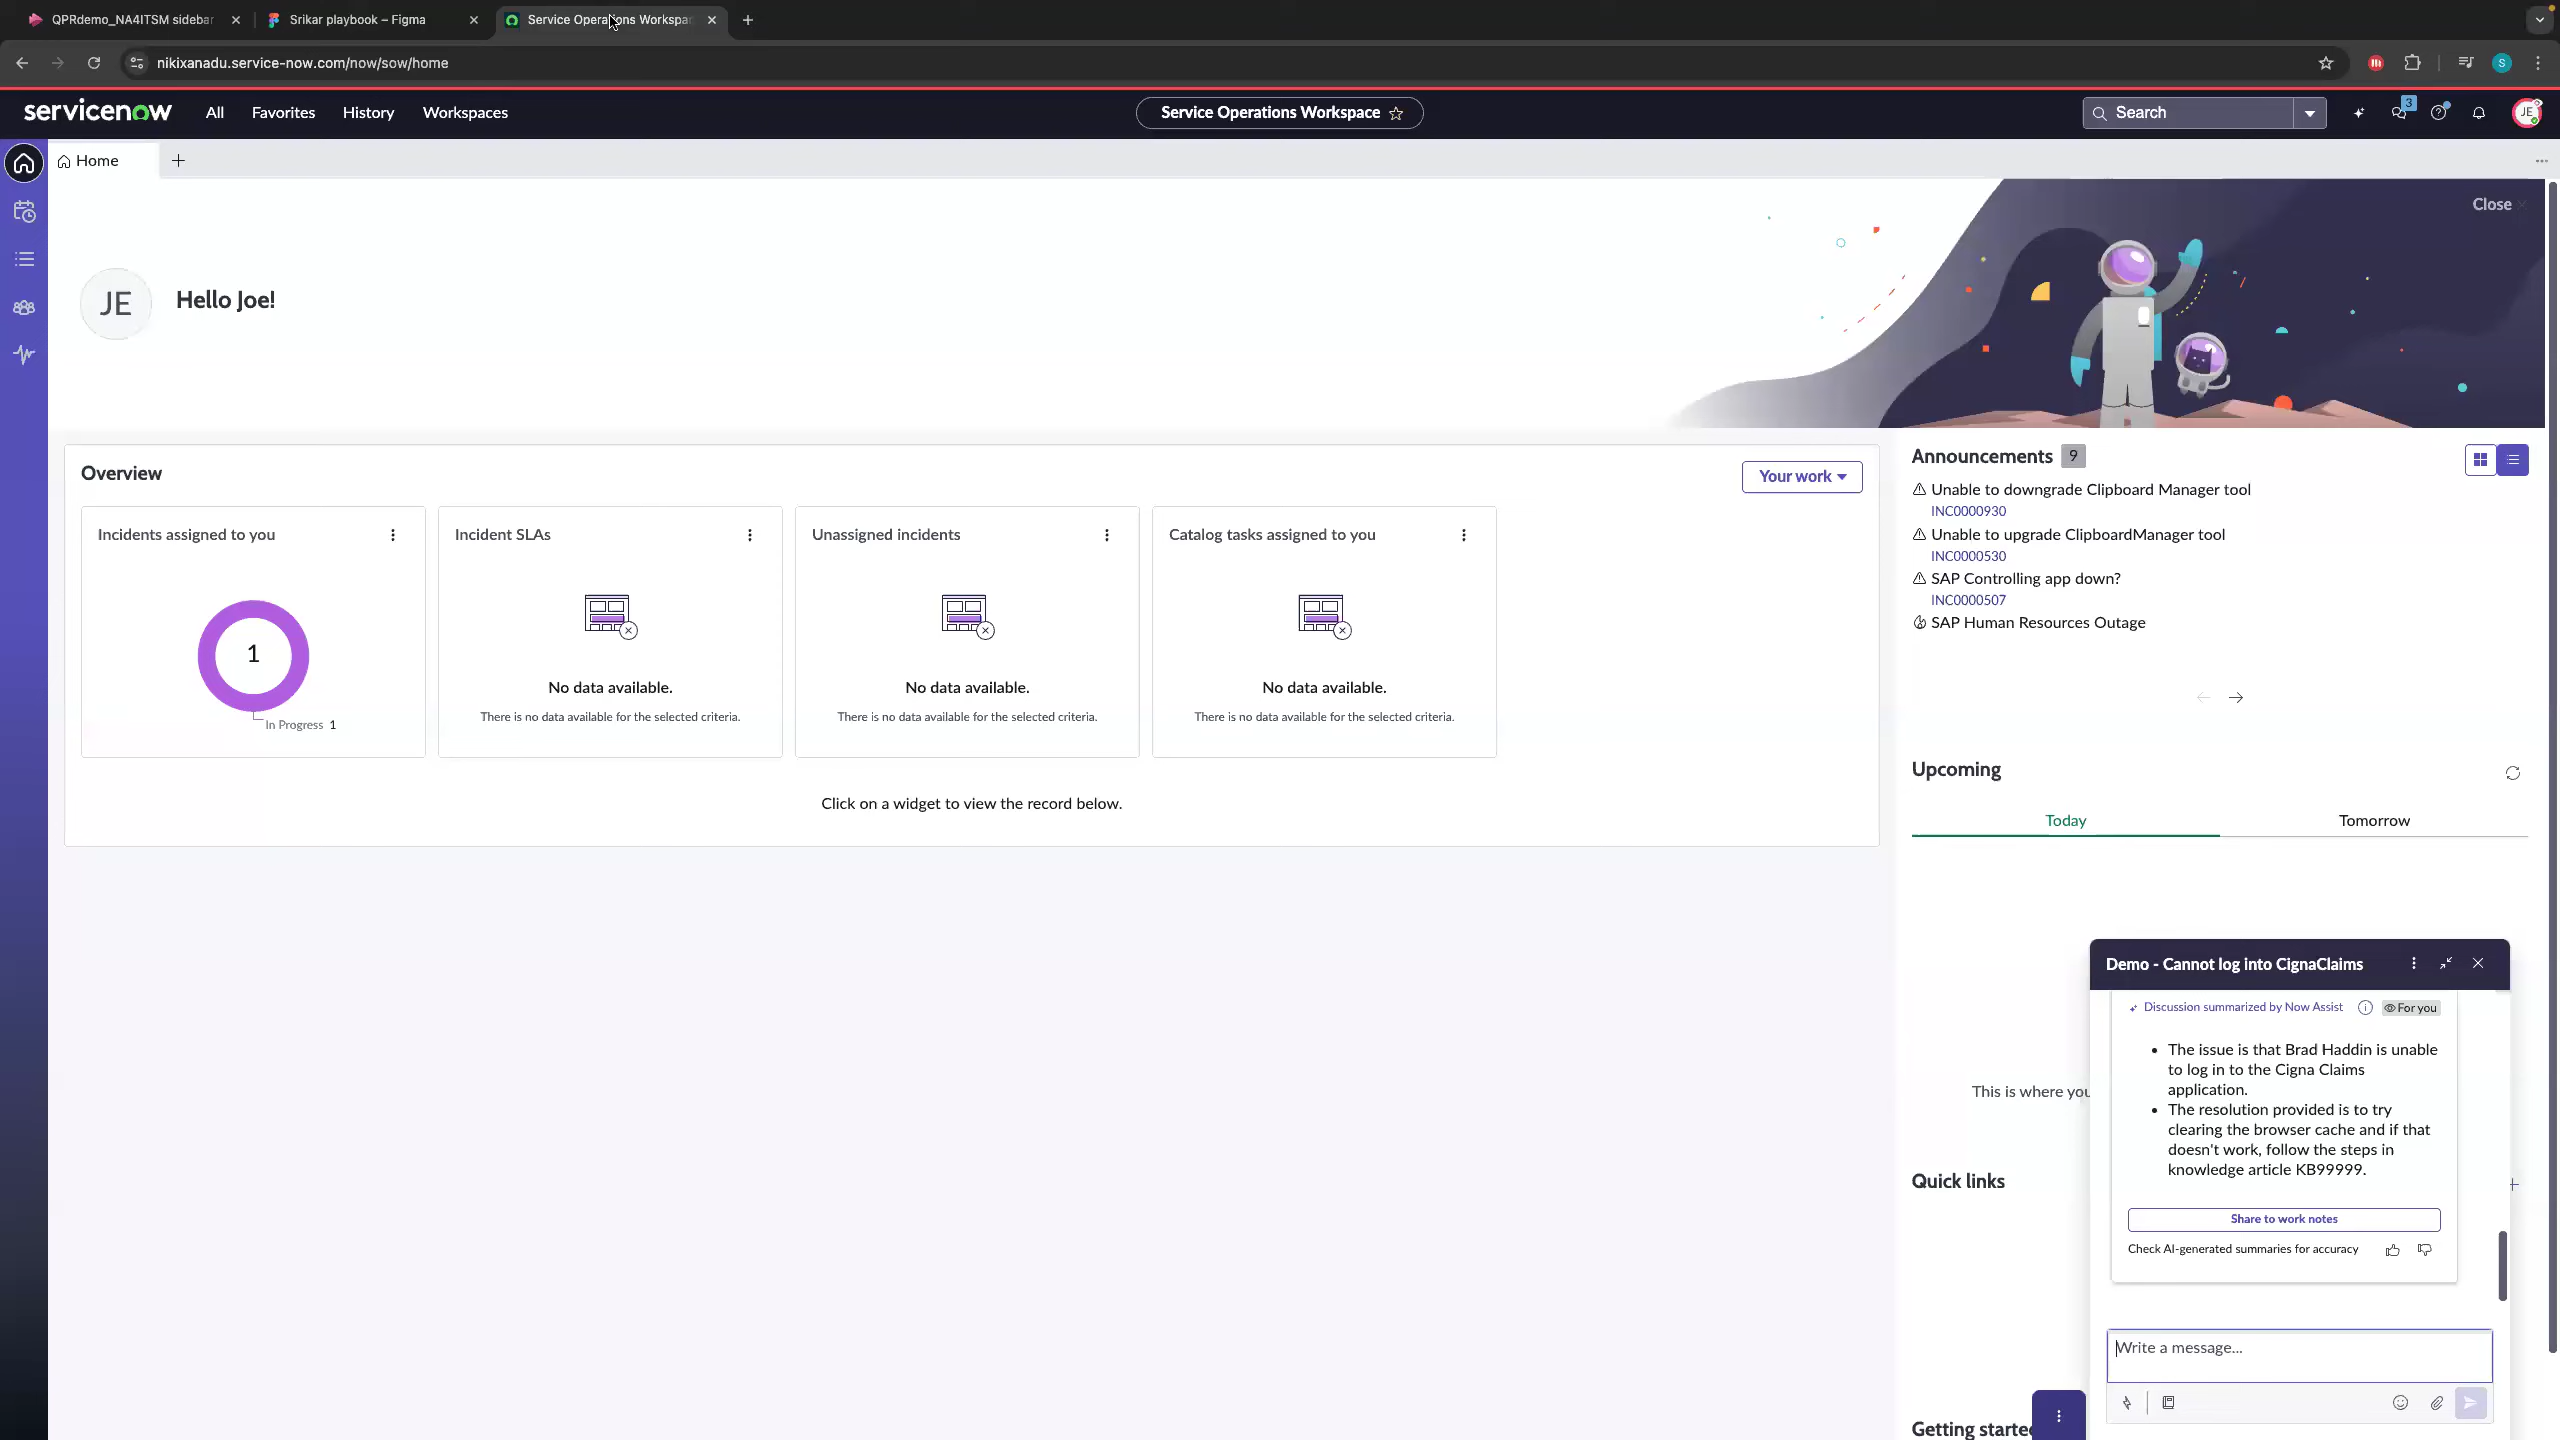 QPRdemo_NA4ITSM sidebar
Srikar playbook – Figma
Service Operations Workspac
nikixanadu.service-now.com/now/sow/home
S
servicenow
All
Favorites
History
Workspaces
Service Operations Workspace
Search
3
JE
Home
Close
JE
Hello Joe!
Overview
Your work
Incidents assigned to you
1
In Progress 1
Incident SLAs
No data available.
There is no data available for the selected criteria.
Unassigned incidents
No data available.
There is no data available for the selected criteria.
Catalog tasks assigned to you
No data available.
There is no data available for the selected criteria.
Click on a widget to view the record below.
Announcements 9
Unable to downgrade Clipboard Manager tool
INC0000930
Unable to upgrade ClipboardManager tool
INC0000530
SAP Controlling app down?
INC0000507
SAP Human Resources Outage
Upcoming
Today
Tomorrow
This is where you
Quick links
Getting starte
Demo - Cannot log into CignaClaims
Discussion summarized by Now Assist
For you
The issue is that Brad Haddin is unable
to log in to the Cigna Claims
application.
The resolution provided is to try
clearing the browser cache and if that
doesn't work, follow the steps in
knowledge article KB99999.
Share to work notes
Check AI-generated summaries for accuracy
Write a message...